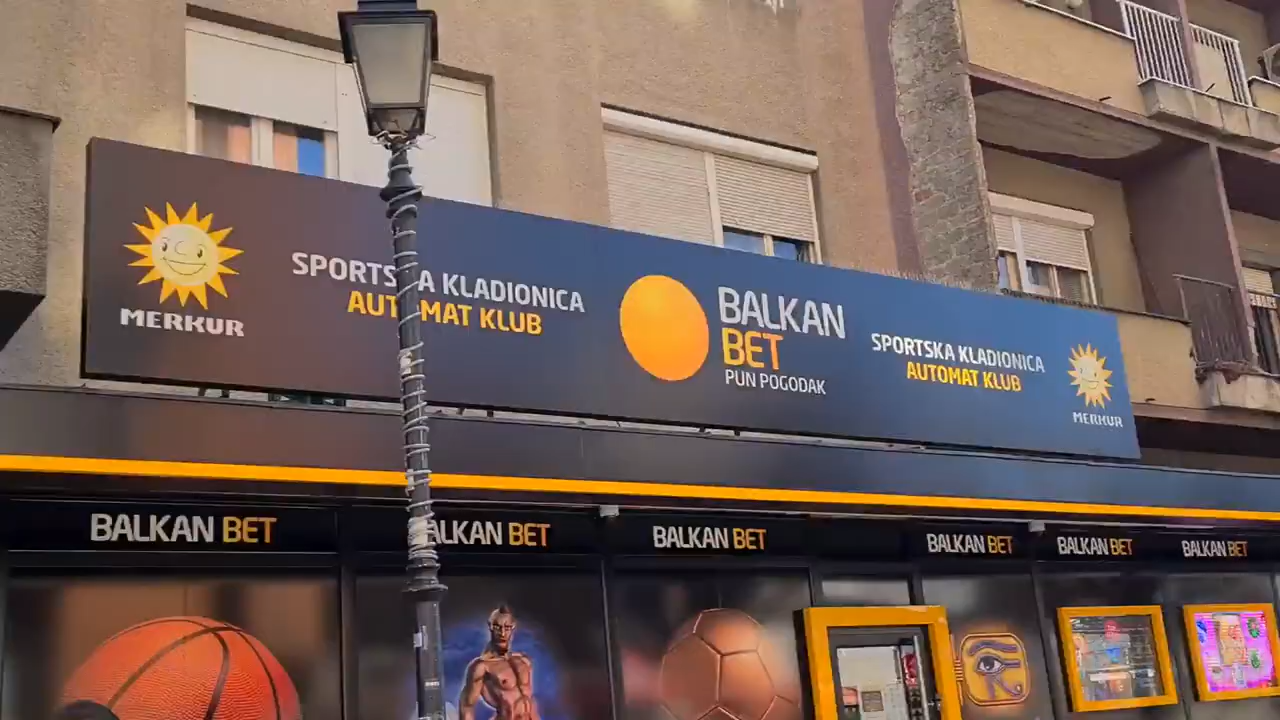 MERKUR
SPORTSKA KLADIONICA
AUTOMAT KLUB
BALKAN
BET
PUN POGODAK
SPORTSKA KLADIONICA
AUTOMAT KLUB
MERKUR
BALKAN BET
BALKAN BET
BALKAN BET
BALKAN BET
BALKAN BET
BALKAN BET